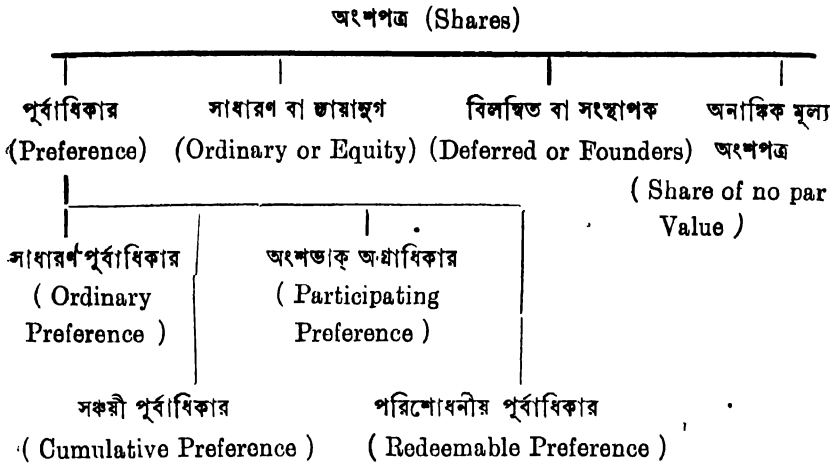 অংশপত্র (Shares)
পূর্বাধিকার সাধারণ বা ন্যায়ানুগ বিলম্বিত বা সংস্থাপক অনাঙ্কিক মূল্য
(Preference) (Ordinary or Equity) (Deferred or Founders) অংশপত্র
( Share of no par
Value )
সাধারণ পূর্বাধিকার অংশভাক্ অগ্রাধিকার
( Ordinary ( Participating
Preference ) Preference )
সঞ্চয়ী পূর্বাধিকার পরিশোধনীয় পূর্বাধিকার
( Cumulative Preference ) ( Redeemable Preference )